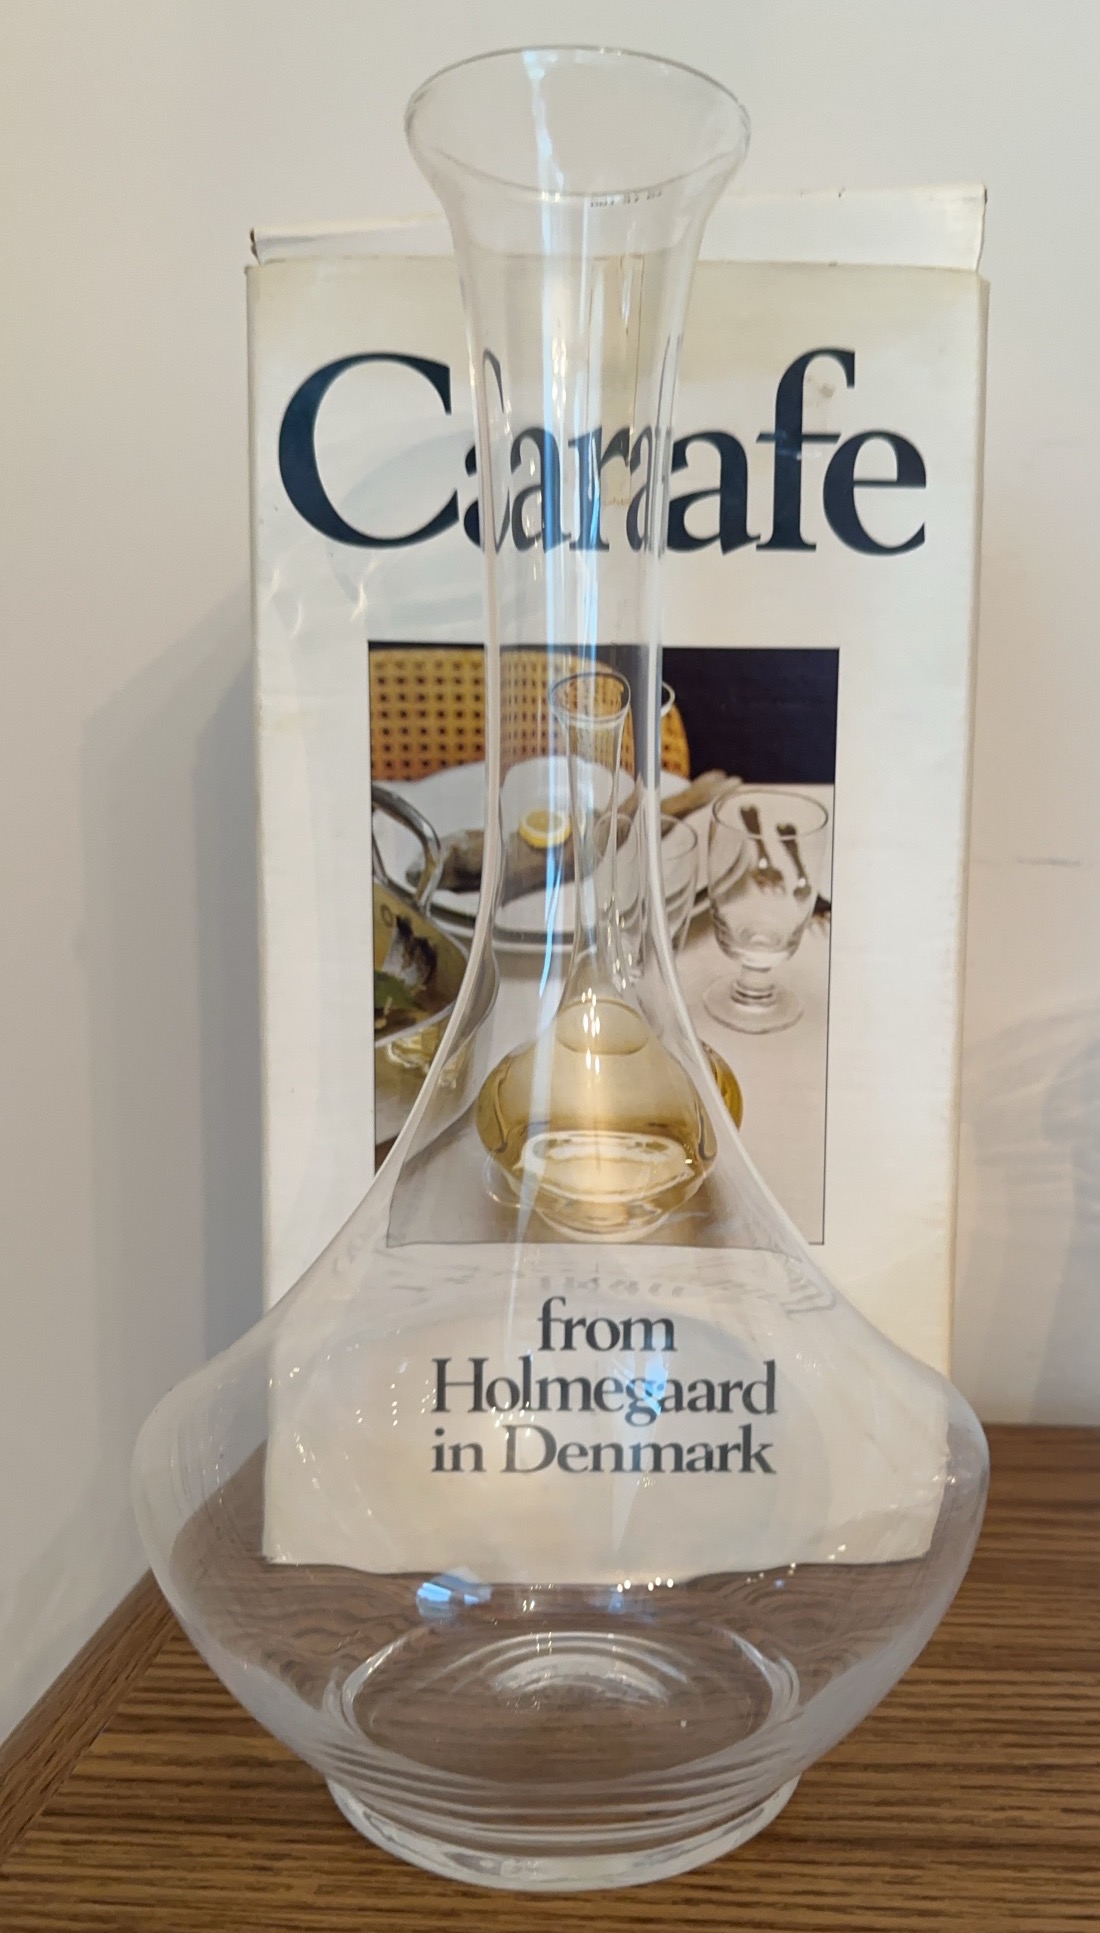 Carafe
from
Holmegaard
in Denmark